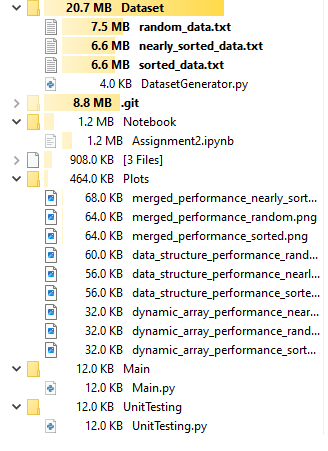 20.7 MB Dataset
7.5 MB random_data.txt
6.6 MB nearly_sorted_data.txt
6.6 MB sorted_data.txt
4.0 KB DatasetGenerator.py
8.8 MB .git
1.2 MB Notebook
1.2 MB Assignment2.ipynb
908.0 KB [3 Files]
464.0 KB Plots
68.0 KB merged_performance_nearly_sort...
64.0 KB merged_performance_random.png
64.0 KB merged_performance_sorted.png
60.0 KB data_structure_performance_rand...
56.0 KB data_structure_performance_nearl...
56.0 KB data_structure_performance_sorte...
32.0 KB dynamic_array_performance_near...
32.0 KB dynamic_array_performance_rand...
32.0 KB dynamic_array_performance_sort...
12.0 KB Main
12.0 KB Main.py
12.0 KB UnitTesting
12.0 KB UnitTesting.py